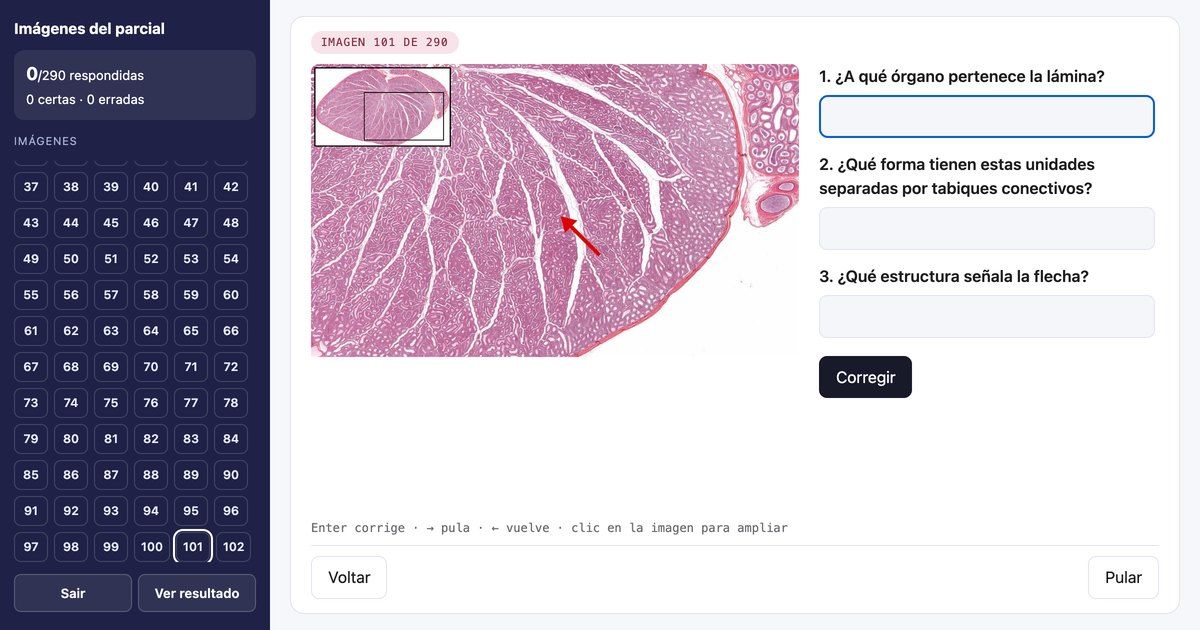 Imágenes del parcial
0/290 respondidas
0 certas · 0 erradas
IMÁGENES
37 38 39 40 41 42
43 44 45 46 47 48
49 50 51 52 53 54
55 56 57 58 59 60
61 62 63 64 65 66
67 68 69 70 71 72
73 74 75 76 77 78
79 80 81 82 83 84
85 86 87 88 89 90
91 92 93 94 95 96
97 98 99 100 101 102
Sair
Ver resultado
IMAGEN 101 DE 290
1. ¿A qué órgano pertenece la lámina?
2. ¿Qué forma tienen estas unidades
separadas por tabiques conectivos?
3. ¿Qué estructura señala la flecha?
Corregir
Enter corrige · → pula · ← vuelve · clic en la imagen para ampliar
Voltar
Pular